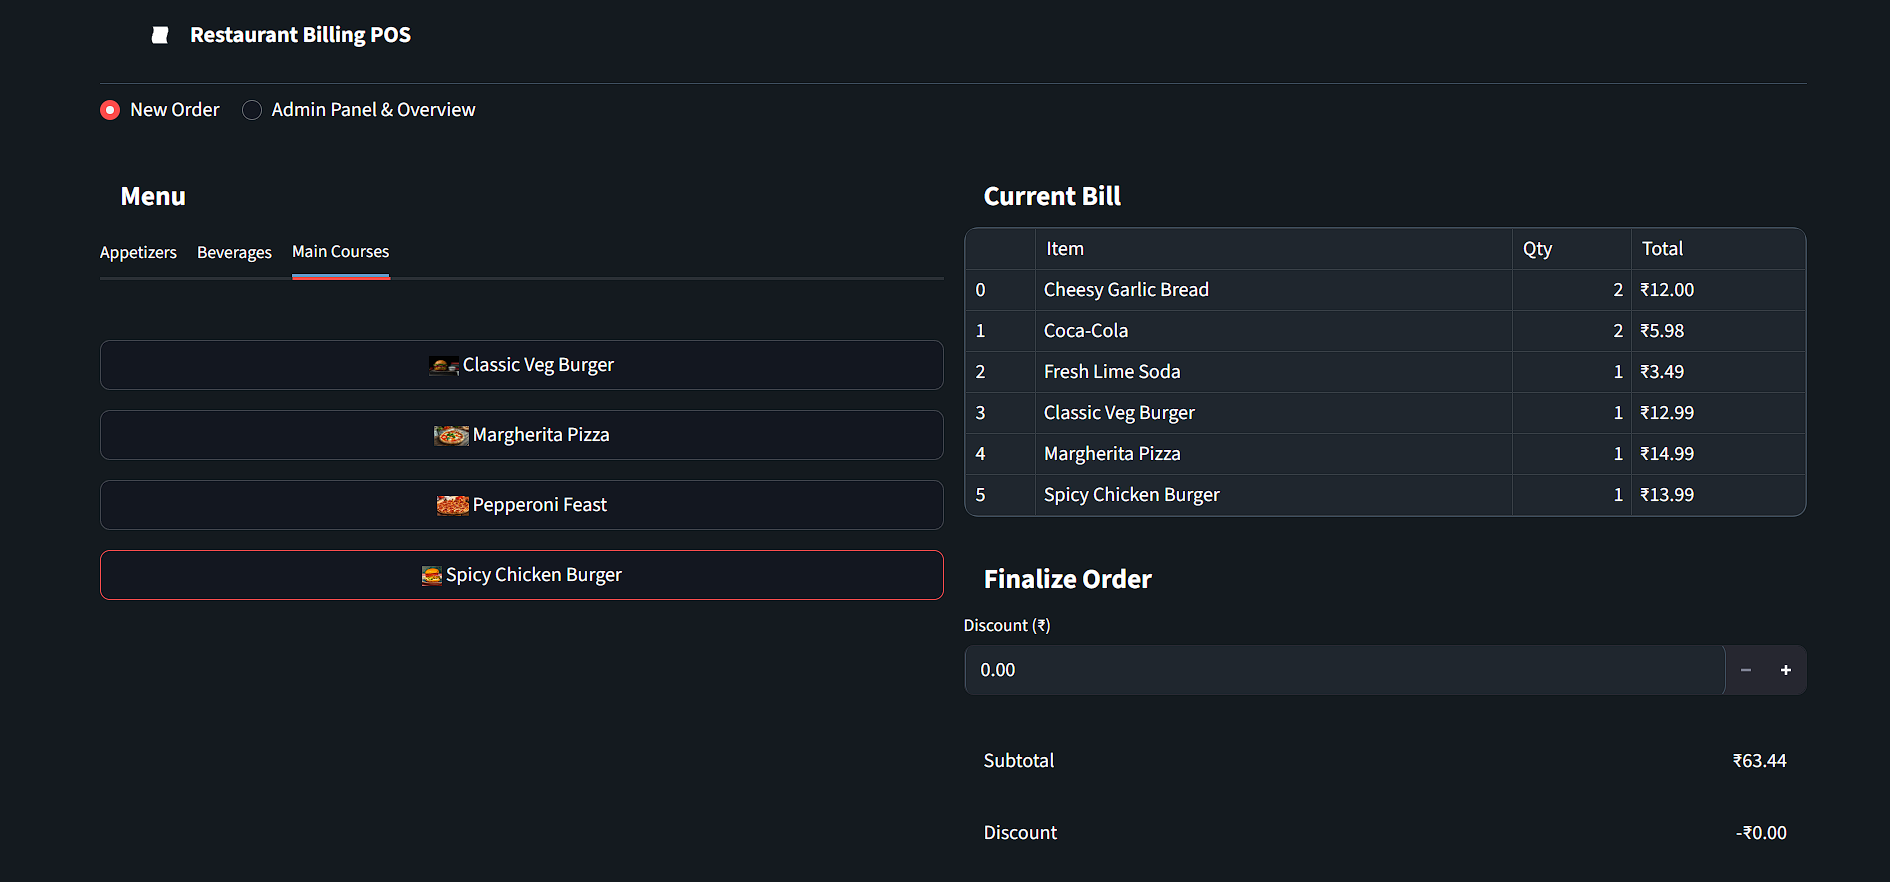 Restaurant Billing POS
New Order Admin Panel & Overview
Menu
Appetizers Beverages Main Courses
Classic Veg Burger
Margherita Pizza
Pepperoni Feast
Spicy Chicken Burger
Current Bill
Item Qty Total
0 Cheesy Garlic Bread 2 ₹12.00
1 Coca-Cola 2 ₹5.98
2 Fresh Lime Soda 1 ₹3.49
3 Classic Veg Burger 1 ₹12.99
4 Margherita Pizza 1 ₹14.99
5 Spicy Chicken Burger 1 ₹13.99
Finalize Order
Discount (₹)
0.00 − +
Subtotal ₹63.44
Discount -₹0.00